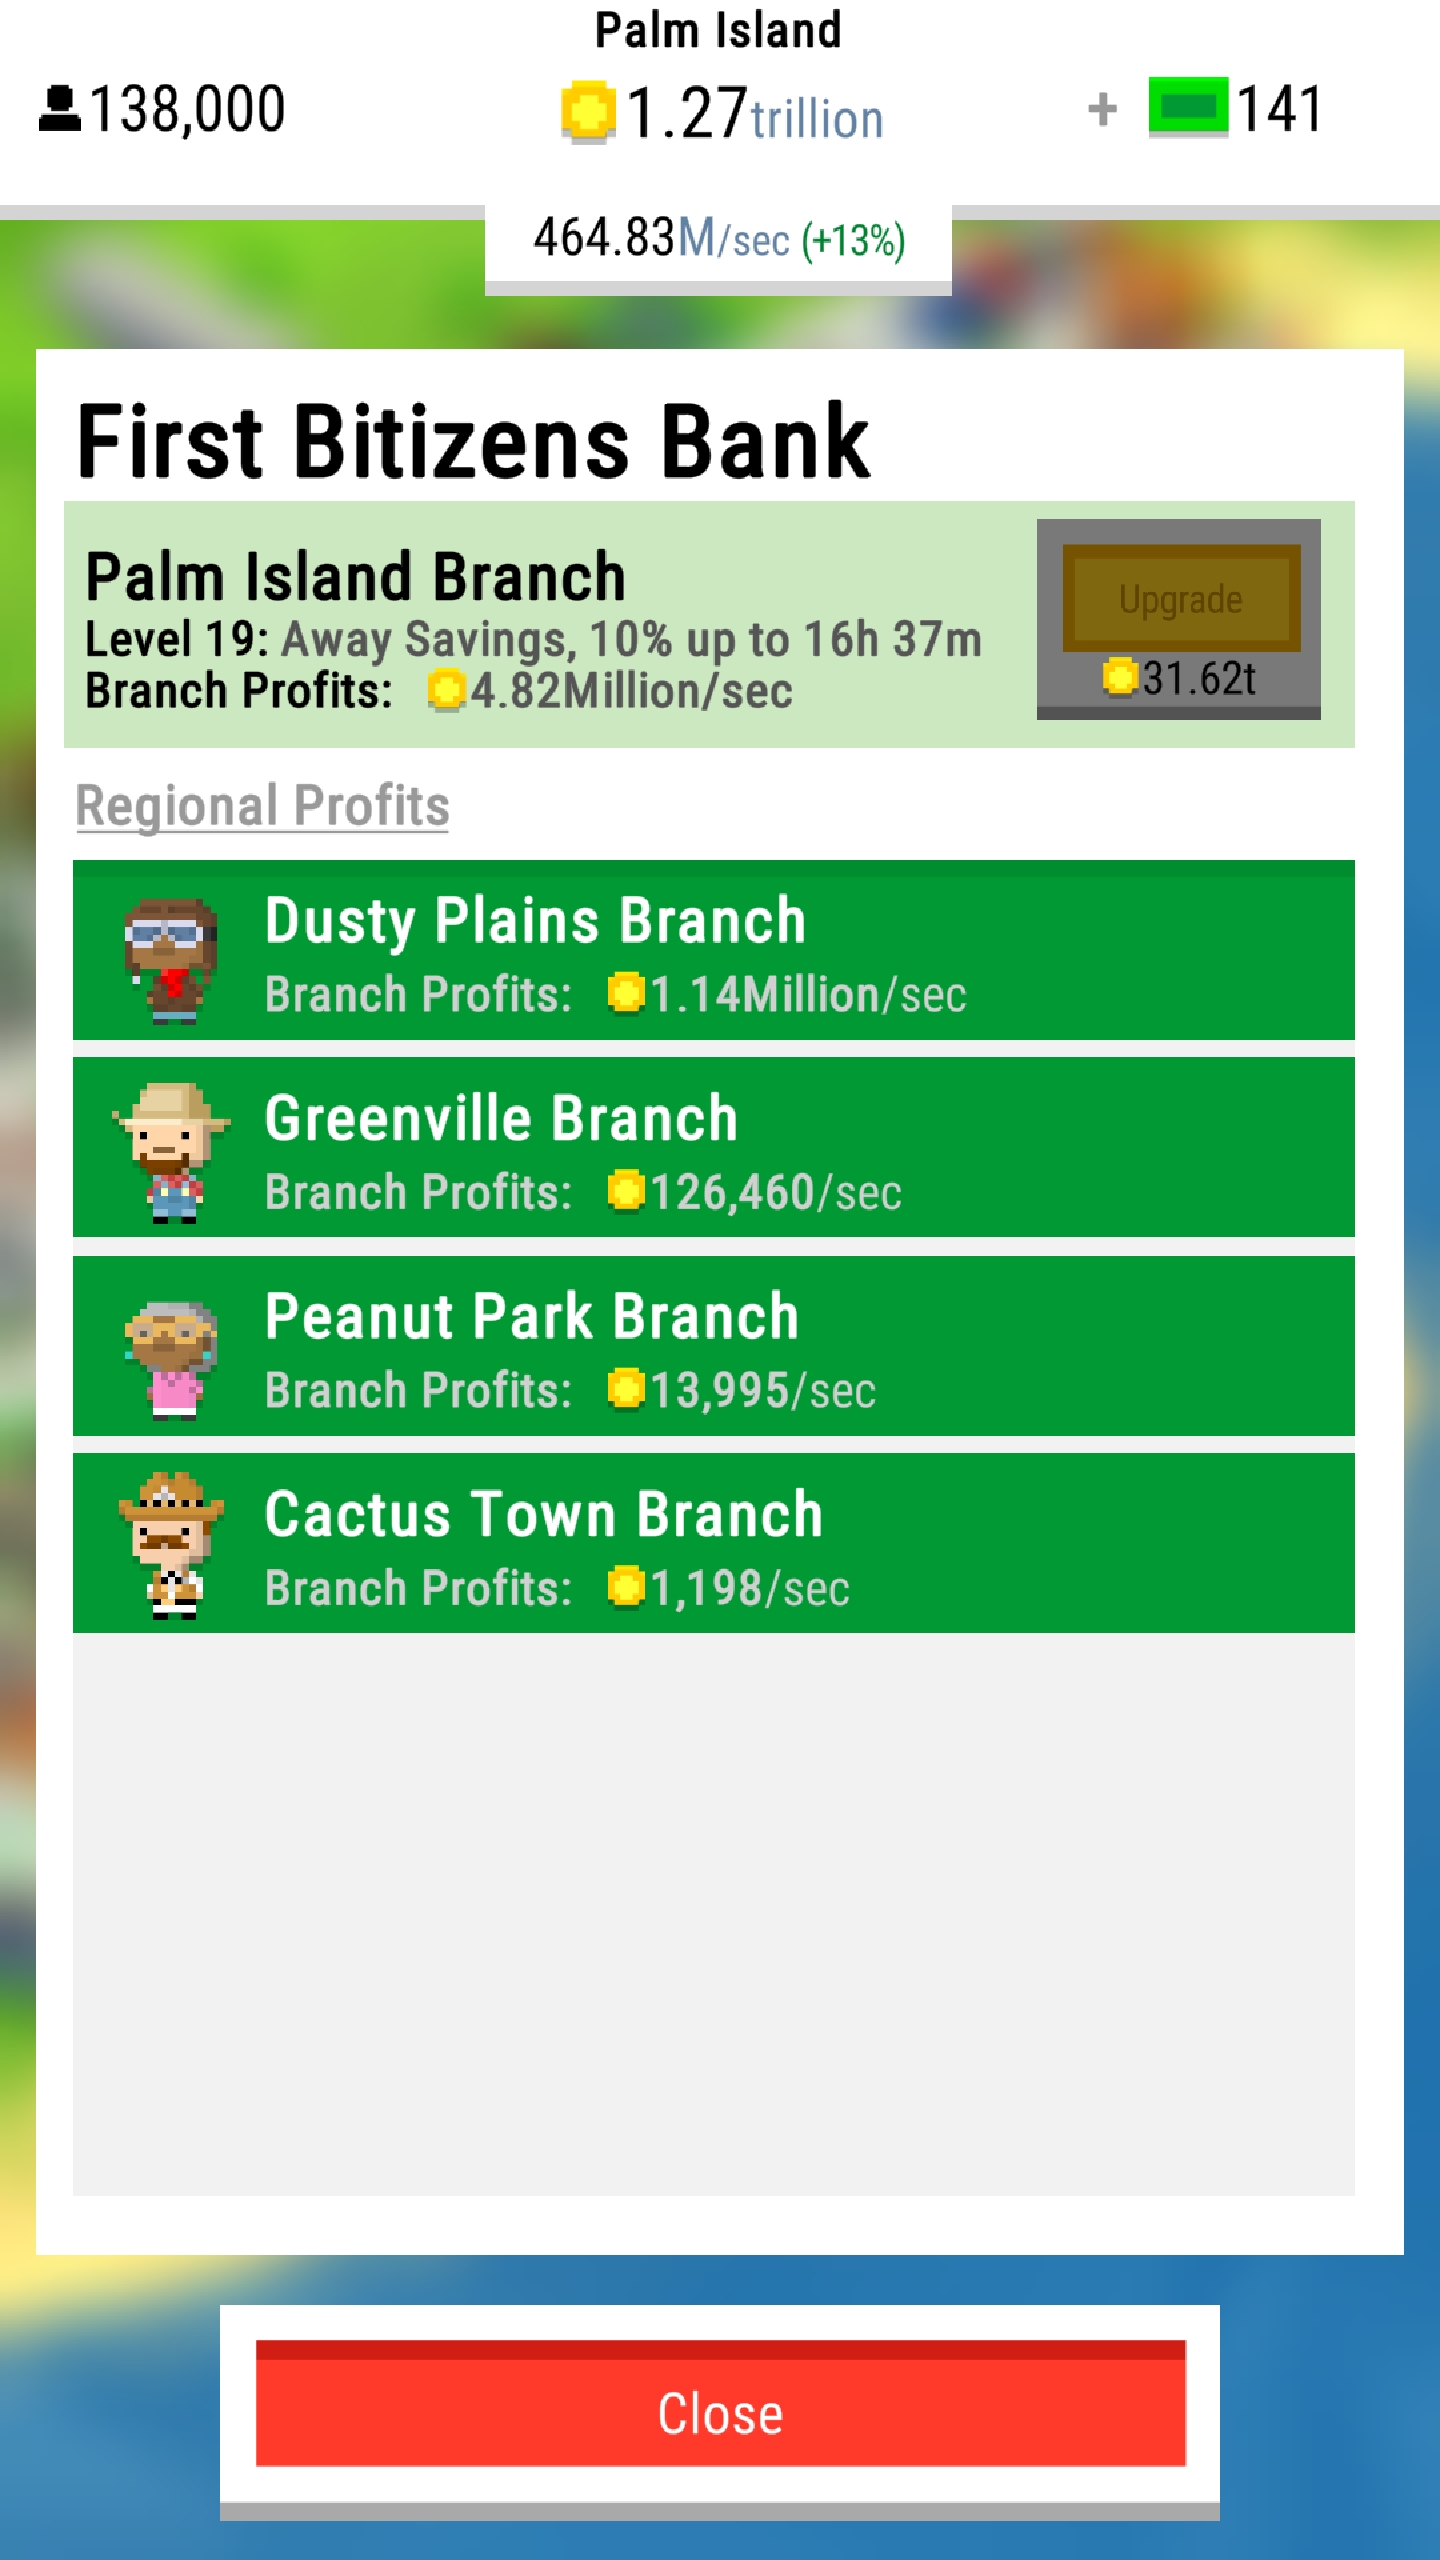 Palm Island
138,000
1.27trillion
+ 141
464.83M/sec (+13%)
First Bitizens Bank
Palm Island Branch
Level 19: Away Savings, 10% up to 16h 37m
Branch Profits: 4.82Million/sec
Upgrade
31.62t
Regional Profits
Dusty Plains Branch
Branch Profits: 1.14Million/sec
Greenville Branch
Branch Profits: 126,460/sec
Peanut Park Branch
Branch Profits: 13,995/sec
Cactus Town Branch
Branch Profits: 1,198/sec
Close